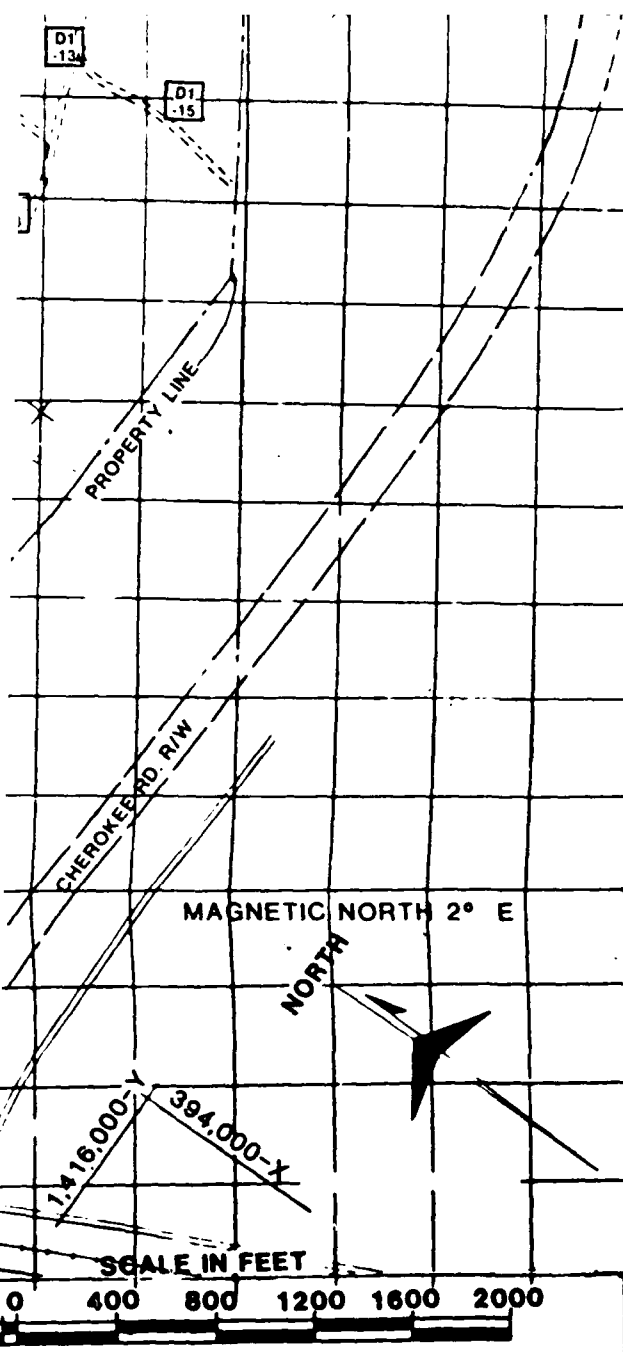 D1
-13
D1
-15
PROPERTY LINE
CHEROKEE RD. R/W
MAGNETIC NORTH 2° E
NORTH
1,416,000-Y
394,000-X
SCALE IN FEET
0 400 800 1200 1600 2000